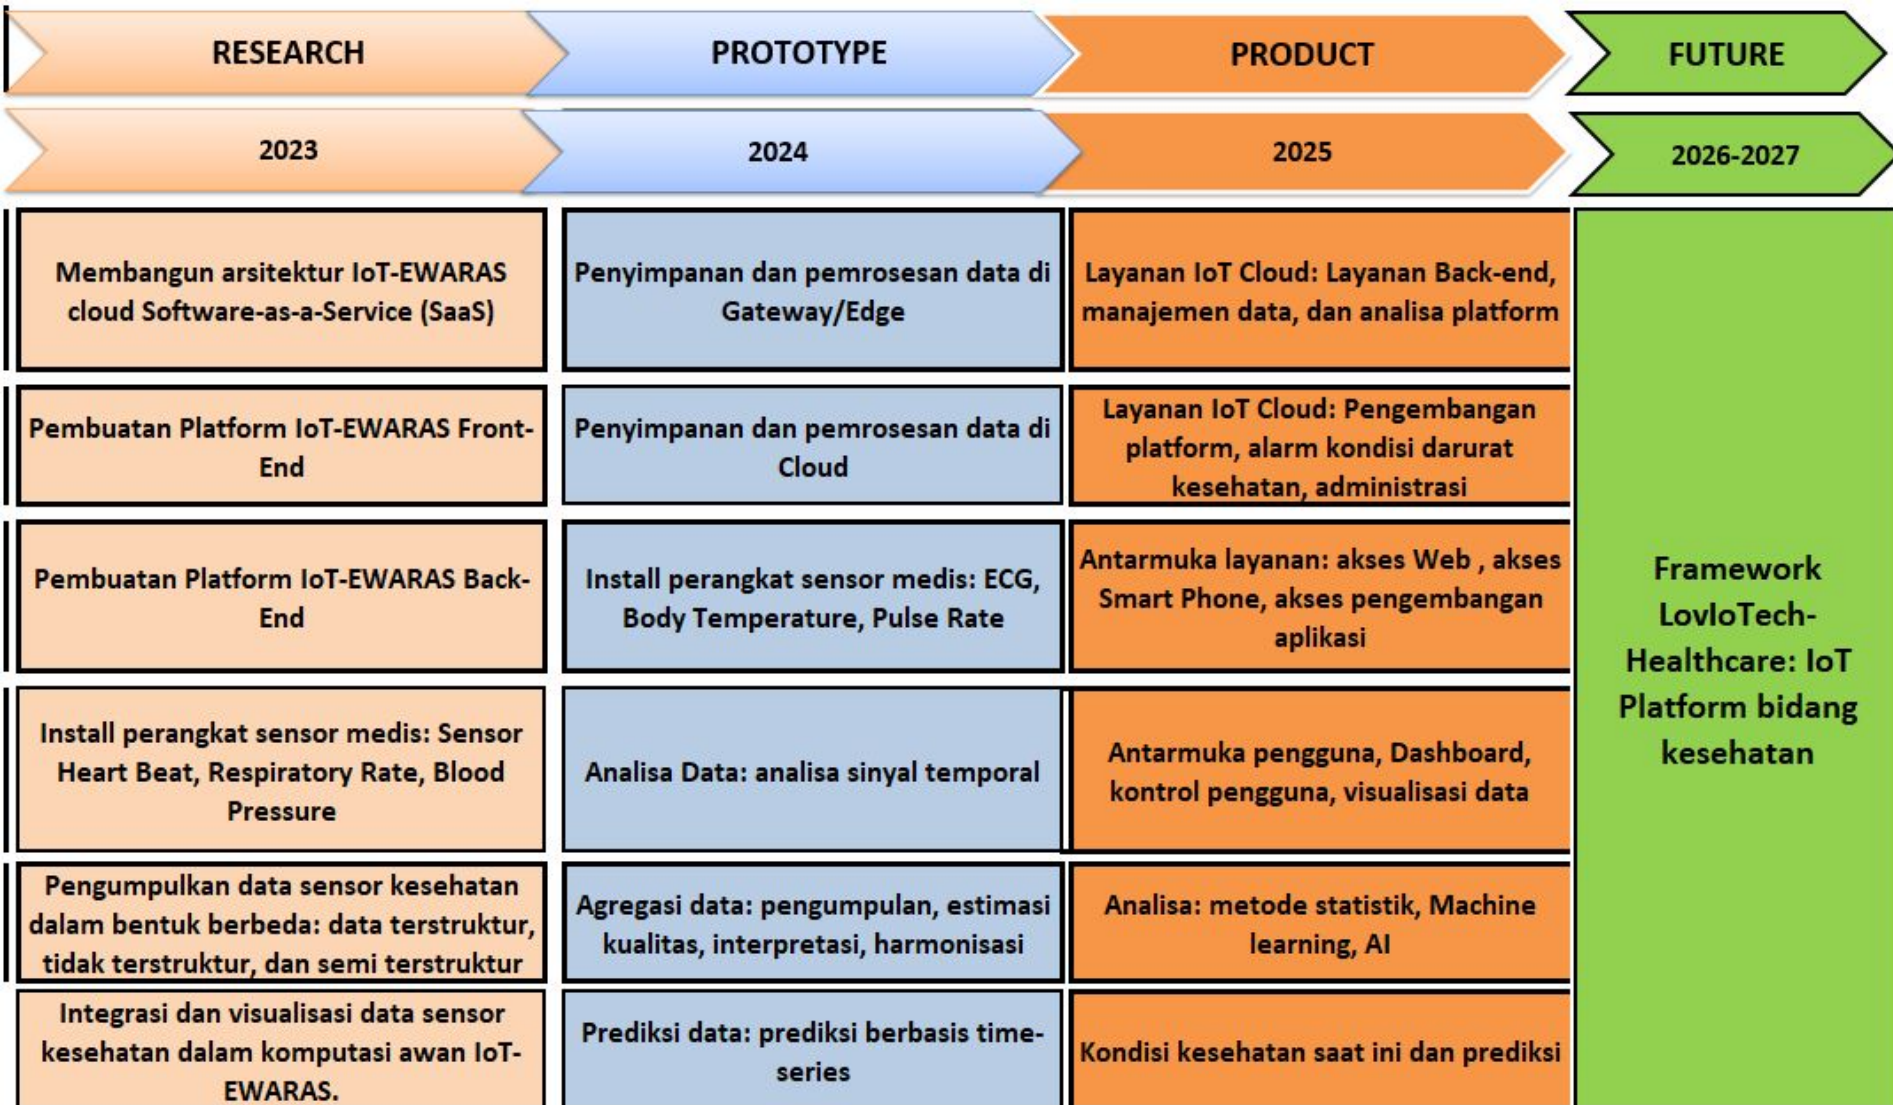 RESEARCH
PROTOTYPE
PRODUCT
FUTURE
2023
2024
2025
2026-2027
Membangun arsitektur IoT-EWARAS
cloud Software-as-a-Service (SaaS)
Penyimpanan dan pemrosesan data di
Gateway/Edge
Layanan IoT Cloud: Layanan Back-end,
manajemen data, dan analisa platform
Pembuatan Platform IoT-EWARAS Front-
End
Penyimpanan dan pemrosesan data di
Cloud
Layanan IoT Cloud: Pengembangan
platform, alarm kondisi darurat
kesehatan, administrasi
Pembuatan Platform IoT-EWARAS Back-
End
Install perangkat sensor medis: ECG,
Body Temperature, Pulse Rate
Antarmuka layanan: akses Web , akses
Smart Phone, akses pengembangan
aplikasi
Install perangkat sensor medis: Sensor
Heart Beat, Respiratory Rate, Blood
Pressure
Analisa Data: analisa sinyal temporal
Antarmuka pengguna, Dashboard,
kontrol pengguna, visualisasi data
Pengumpulkan data sensor kesehatan
dalam bentuk berbeda: data terstruktur,
tidak terstruktur, dan semi terstruktur
Agregasi data: pengumpulan, estimasi
kualitas, interpretasi, harmonisasi
Analisa: metode statistik, Machine
learning, AI
Integrasi dan visualisasi data sensor
kesehatan dalam komputasi awan IoT-
EWARAS.
Prediksi data: prediksi berbasis time-
series
Kondisi kesehatan saat ini dan prediksi
Framework
LovIoTech-
Healthcare: IoT
Platform bidang
kesehatan